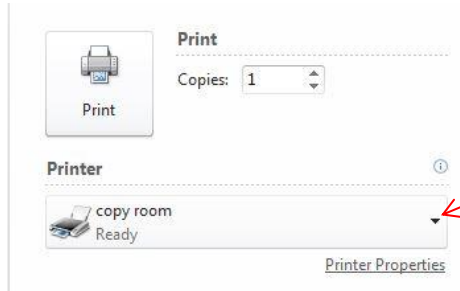 Print
Copies: 1
Print
Printer
copy room
Ready
Printer Properties